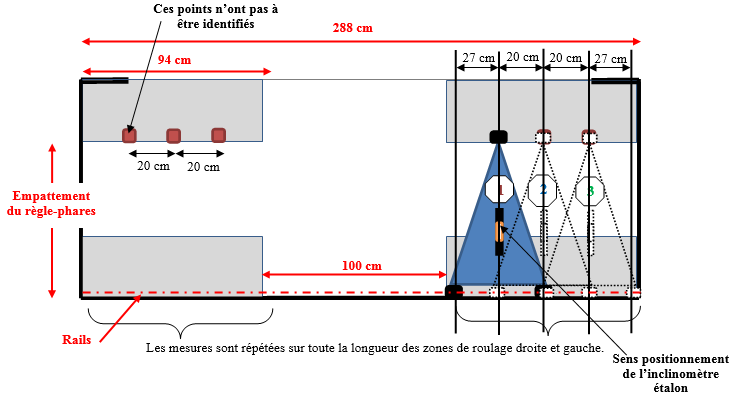 Ces points n'ont pas à
être identifiés
288 cm
94 cm
27 cm
20 cm
20 cm
27 cm
20 cm
20 cm
Empattement
du règle-phares
1
2
3
100 cm
Rails
Les mesures sont répétées sur toute la longueur des zones de roulage droite et gauche.
Sens positionnement
de l'inclinomètre
étalon